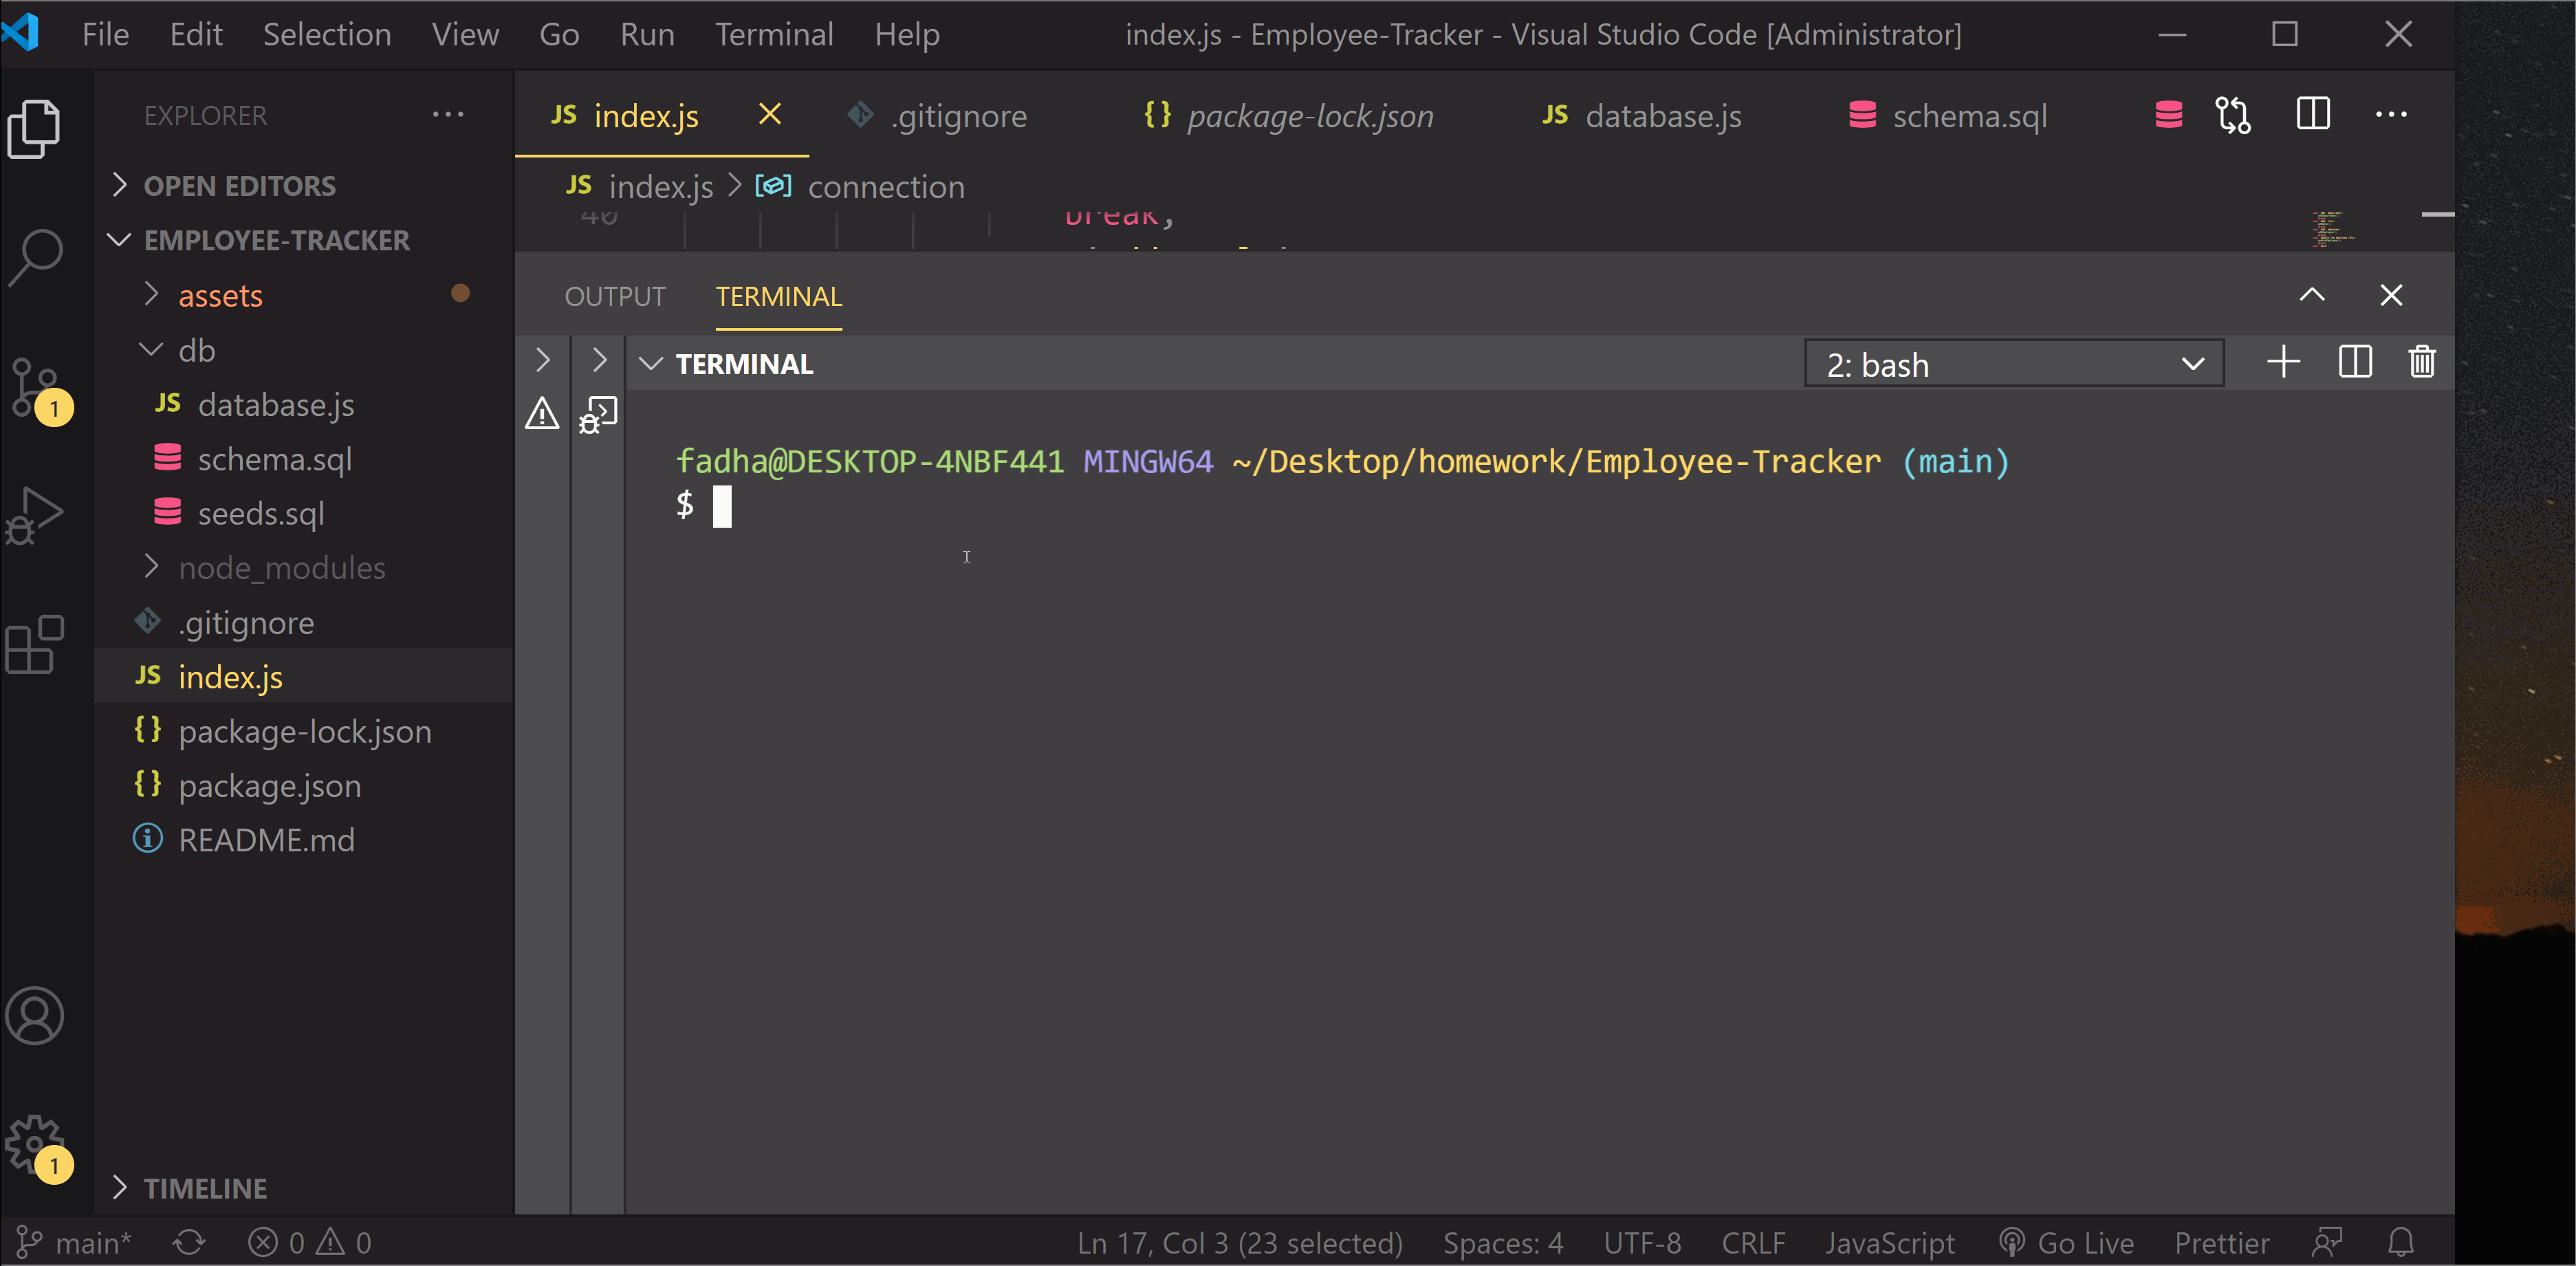 File Edit Selection View Go Run Terminal Help index.js - Employee-Tracker - Visual Studio Code [Administrator]
EXPLORER ···
JS index.js .gitignore { } package-lock.json JS database.js schema.sql ···
OPEN EDITORS
JS index.js > connection
EMPLOYEE-TRACKER
40 break;
assets
OUTPUT TERMINAL
db
TERMINAL 2: bash
JS database.js
schema.sql
fadha@DESKTOP-4NBF441 MINGW64 ~/Desktop/homework/Employee-Tracker (main)
$
seeds.sql
node_modules
.gitignore
JS index.js
{ } package-lock.json
{ } package.json
README.md
1
1
TIMELINE
main* 0 0 Ln 17, Col 3 (23 selected) Spaces: 4 UTF-8 CRLF JavaScript Go Live Prettier